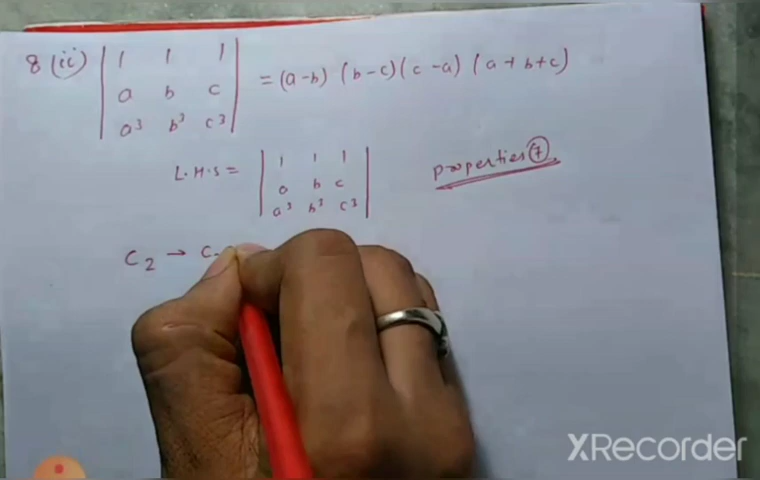 8 (ii) | 1 1 1 |
| a b c | = (a-b) (b-c) (c-a) (a+b+c)
| a³ b³ c³ |
L.H.S = | 1 1 1 |
| a b c |
| a³ b³ c³ |
properties ⑦
C₂ → C
XRecorder